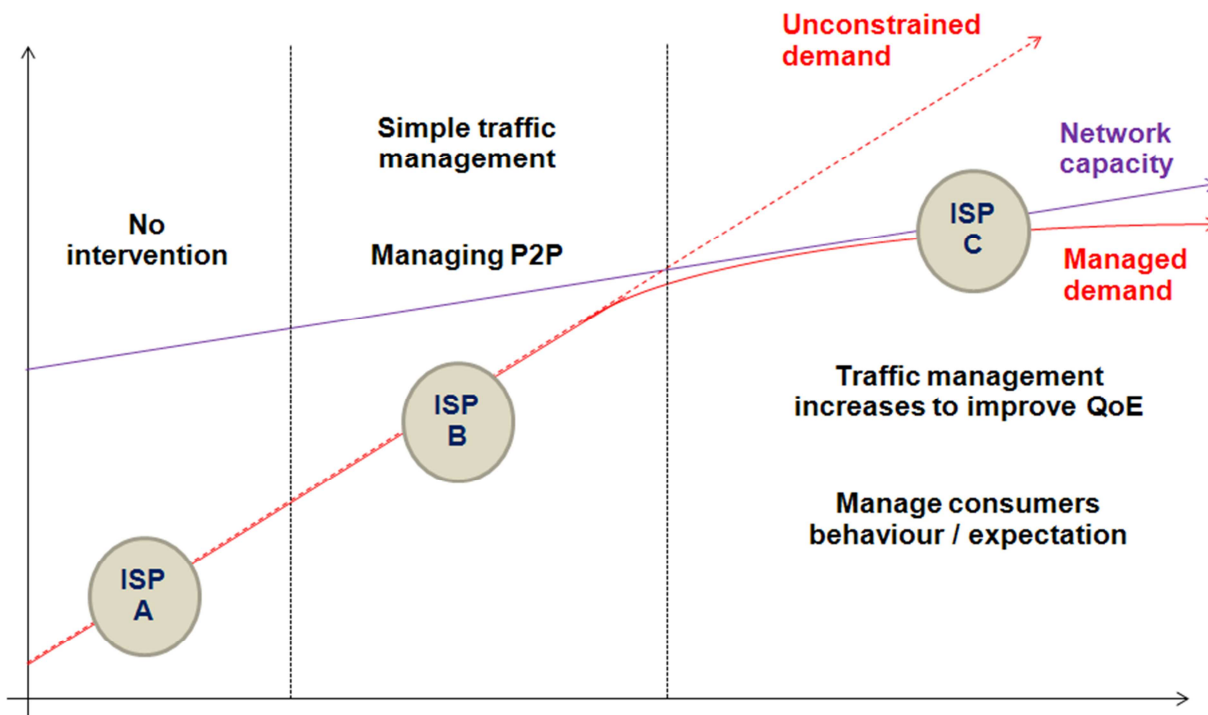 Unconstrained
demand
Simple traffic
management
Network
capacity
No
intervention
Managing P2P
ISP
C
Managed
demand
Traffic management
increases to improve QoE
ISP
B
Manage consumers
behaviour / expectation
ISP
A